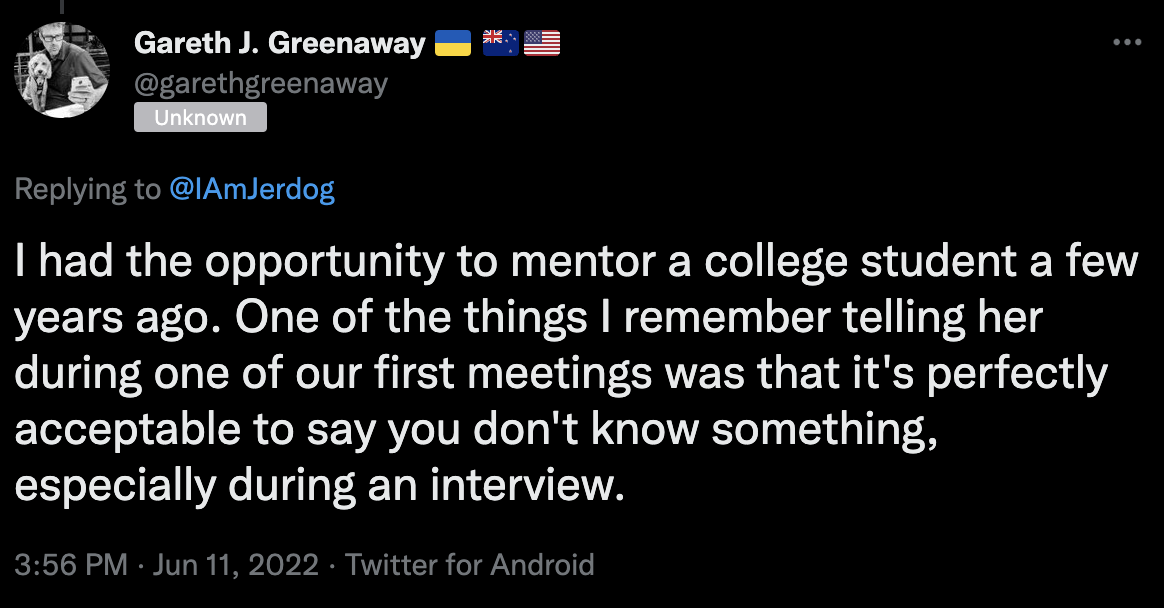 Gareth J. Greenaway 🇺🇦 🇳🇿 🇺🇸
@garethgreenaway
Unknown
Replying to @IAmJerdog
I had the opportunity to mentor a college student a few
years ago. One of the things I remember telling her
during one of our first meetings was that it's perfectly
acceptable to say you don't know something,
especially during an interview.
3:56 PM · Jun 11, 2022 · Twitter for Android